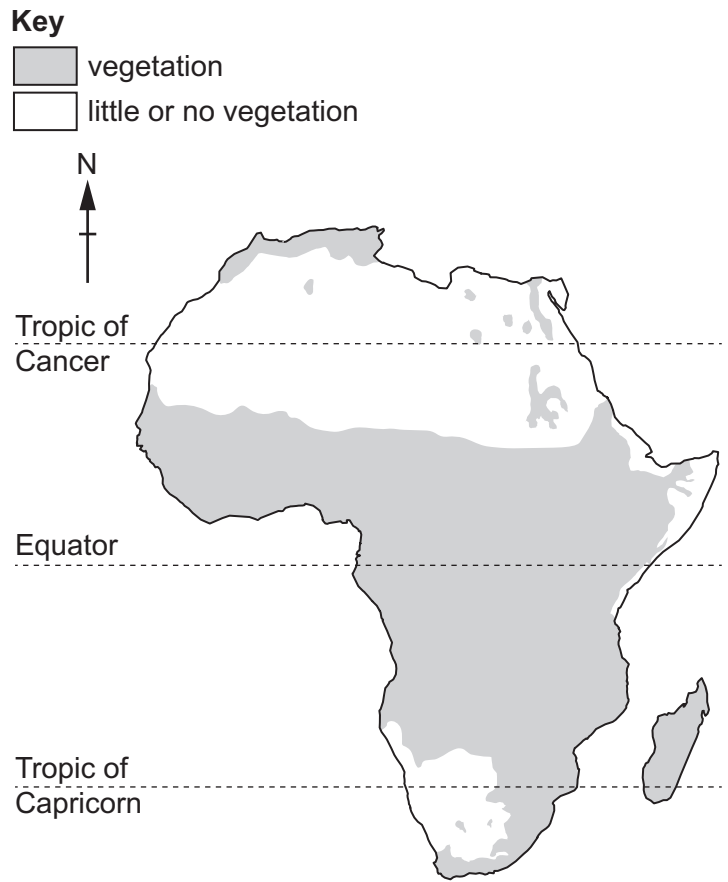 Key
vegetation
little or no vegetation
N
Tropic of
Cancer
Equator
Tropic of
Capricorn